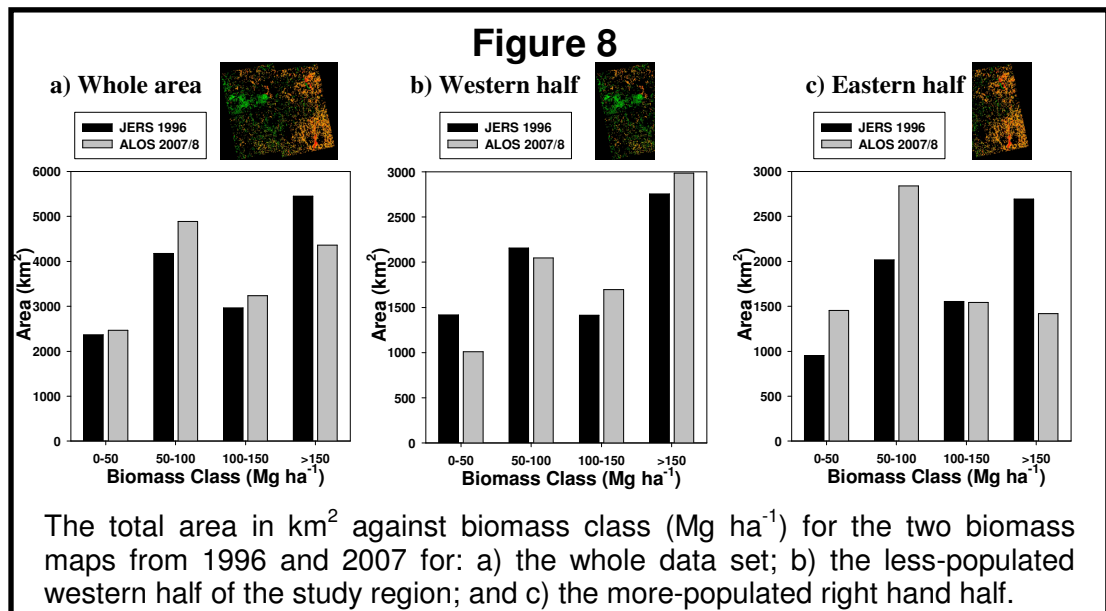 Figure 8
a) Whole area
JERS 1996
ALOS 2007/8
Area (km²)
6000
5000
4000
3000
2000
1000
0
0-50 50-100 100-150 >150
Biomass Class (Mg ha⁻¹)
b) Western half
JERS 1996
ALOS 2007/8
Area (km²)
3000
2500
2000
1500
1000
500
0
0-50 50-100 100-150 >150
Biomass Class (Mg ha⁻¹)
c) Eastern half
JERS 1996
ALOS 2007/8
Area (km²)
3000
2500
2000
1500
1000
500
0
0-50 50-100 100-150 >150
Biomass Class (Mg ha⁻¹)
The total area in km² against biomass class (Mg ha⁻¹) for the two biomass
maps from 1996 and 2007 for: a) the whole data set; b) the less-populated
western half of the study region; and c) the more-populated right hand half.